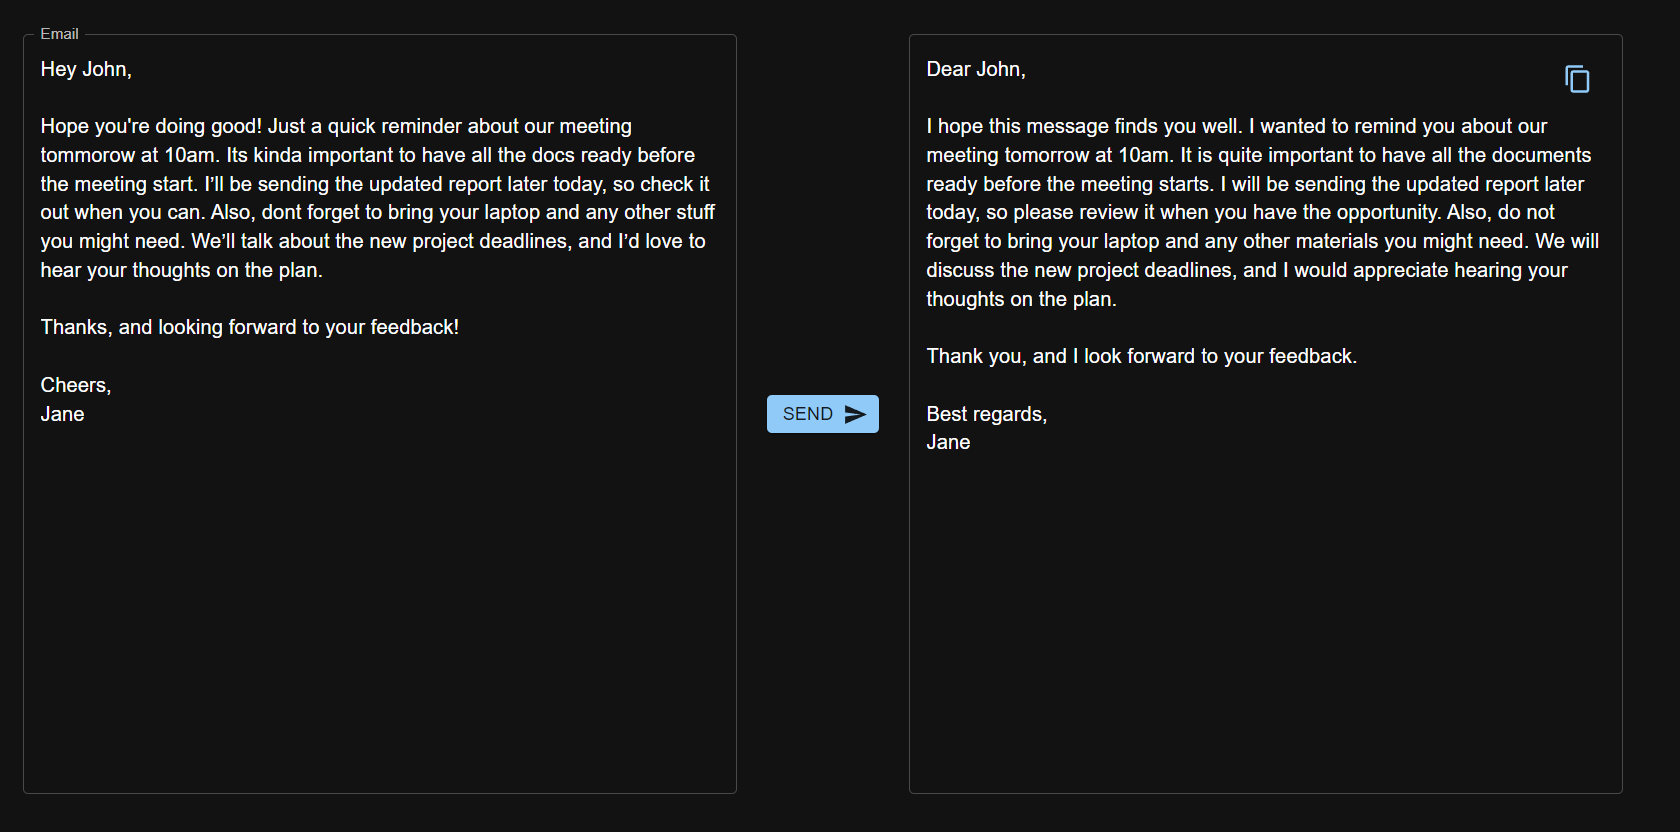 Email
Hey John,
Hope you're doing good! Just a quick reminder about our meeting
tommorow at 10am. Its kinda important to have all the docs ready before
the meeting start. I’ll be sending the updated report later today, so check it
out when you can. Also, dont forget to bring your laptop and any other stuff
you might need. We’ll talk about the new project deadlines, and I’d love to
hear your thoughts on the plan.
Thanks, and looking forward to your feedback!
Cheers,
Jane
SEND
Dear John,
I hope this message finds you well. I wanted to remind you about our
meeting tomorrow at 10am. It is quite important to have all the documents
ready before the meeting starts. I will be sending the updated report later
today, so please review it when you have the opportunity. Also, do not
forget to bring your laptop and any other materials you might need. We will
discuss the new project deadlines, and I would appreciate hearing your
thoughts on the plan.
Thank you, and I look forward to your feedback.
Best regards,
Jane